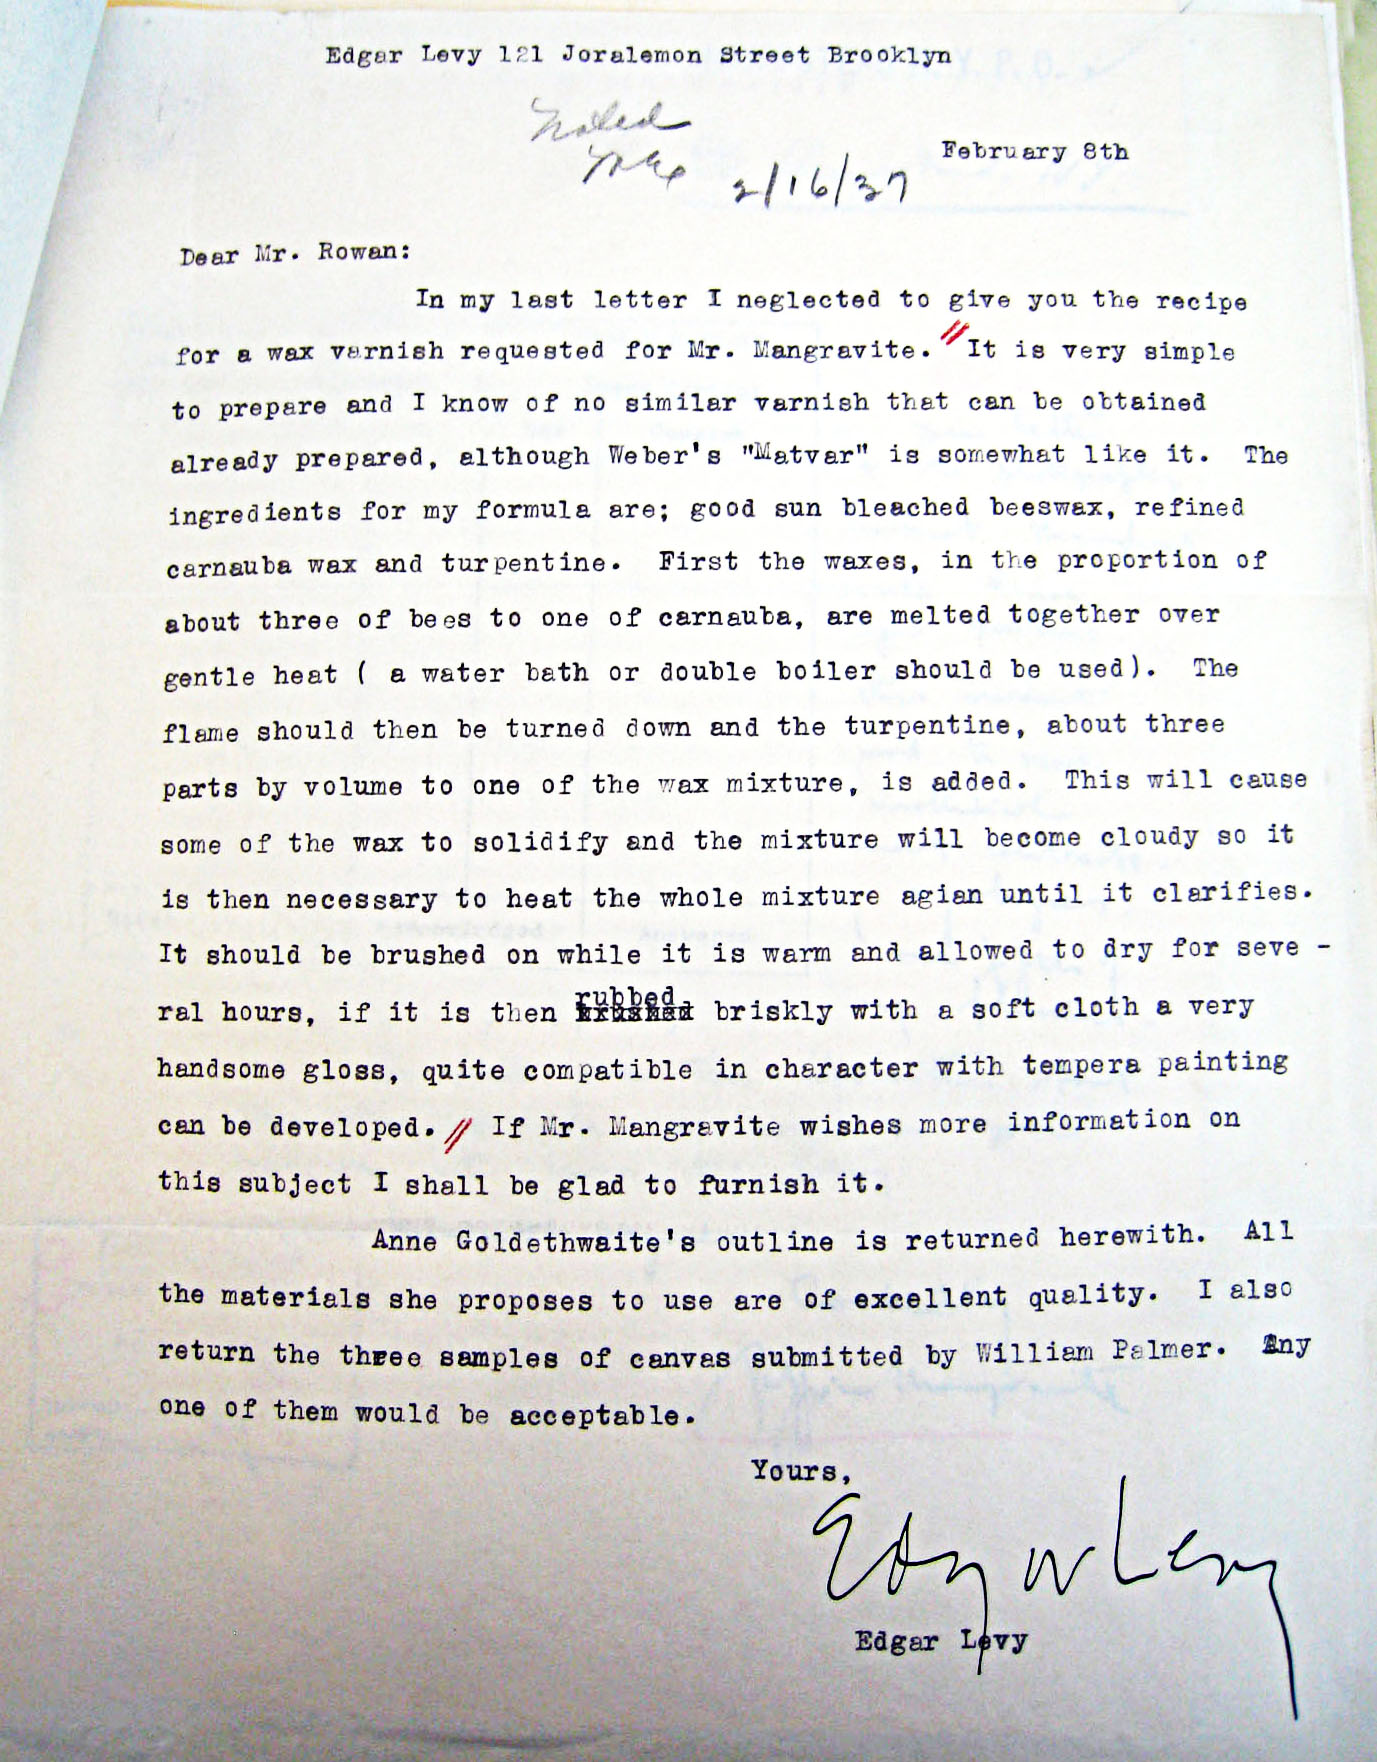 Edgar Levy 121 Joralemon Street Brooklyn
Noted
February 8th
2/16/37
Dear Mr. Rowan:
In my last letter I neglected to give you the recipe
for a wax varnish requested for Mr. Mangravite. // It is very simple
to prepare and I know of no similar varnish that can be obtained
already prepared, although Weber's "Matvar" is somewhat like it. The
ingredients for my formula are; good sun bleached beeswax, refined
carnauba wax and turpentine. First the waxes, in the proportion of
about three of bees to one of carnauba, are melted together over
gentle heat ( a water bath or double boiler should be used). The
flame should then be turned down and the turpentine, about three
parts by volume to one of the wax mixture, is added. This will cause
some of the wax to solidify and the mixture will become cloudy so it
is then necessary to heat the whole mixture agian until it clarifies.
It should be brushed on while it is warm and allowed to dry for seve -
ral hours, if it is then rubbed briskly with a soft cloth a very
handsome gloss, quite compatible in character with tempera painting
can be developed. // If Mr. Mangravite wishes more information on
this subject I shall be glad to furnish it.
Anne Goldethwaite's outline is returned herewith. All
the materials she proposes to use are of excellent quality. I also
return the three samples of canvas submitted by William Palmer. Any
one of them would be acceptable.
Yours,
Edgar Levy
Edgar Levy